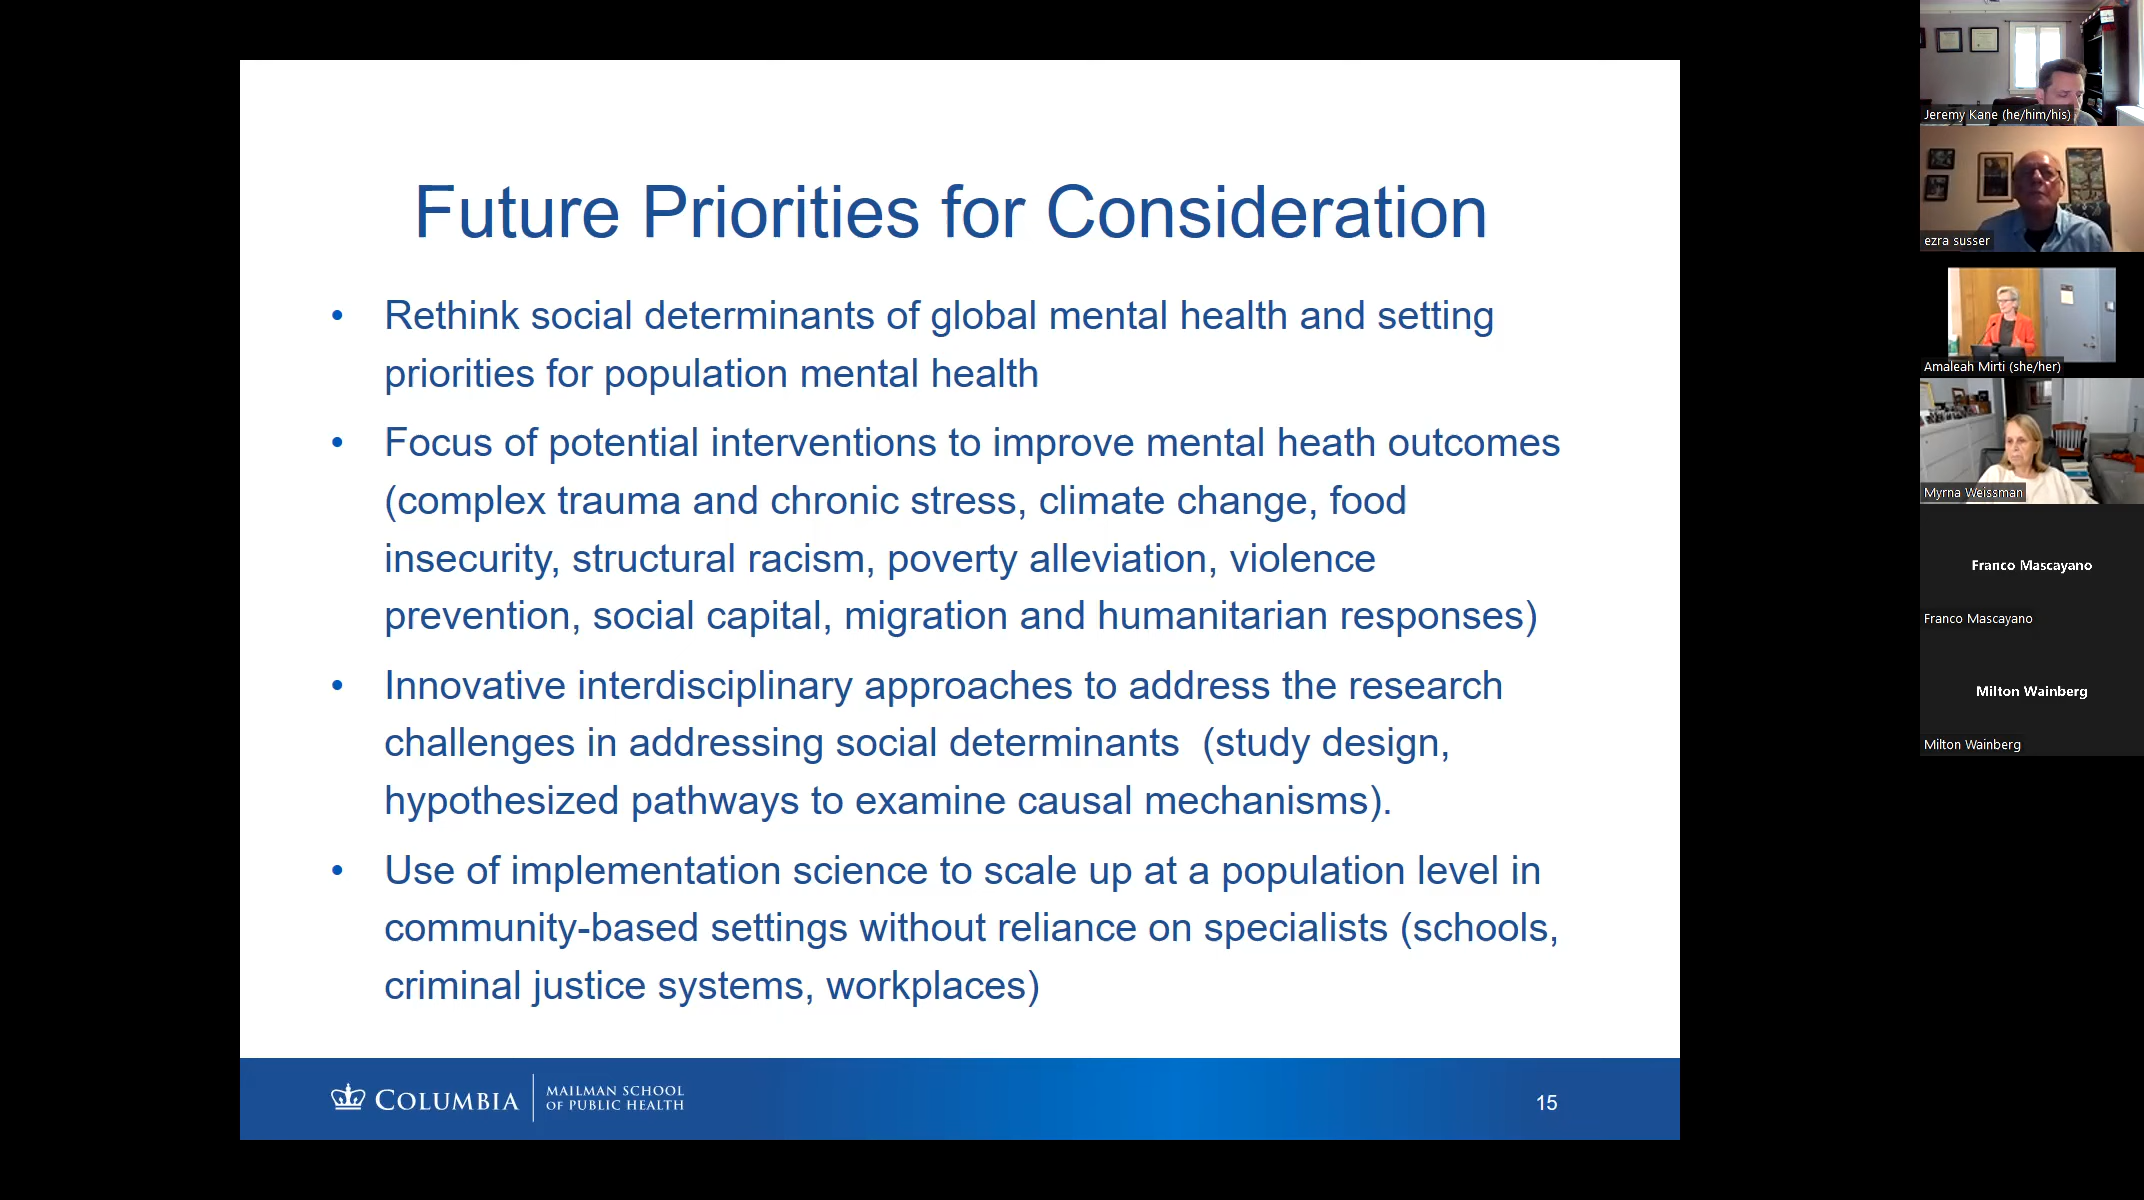 Future Priorities for Consideration
• Rethink social determinants of global mental health and setting
priorities for population mental health
• Focus of potential interventions to improve mental heath outcomes
(complex trauma and chronic stress, climate change, food
insecurity, structural racism, poverty alleviation, violence
prevention, social capital, migration and humanitarian responses)
• Innovative interdisciplinary approaches to address the research
challenges in addressing social determinants  (study design,
hypothesized pathways to examine causal mechanisms).
• Use of implementation science to scale up at a population level in
community-based settings without reliance on specialists (schools,
criminal justice systems, workplaces)
COLUMBIA
MAILMAN SCHOOL
OF PUBLIC HEALTH
15
Jeremy Kane (he/him/his)
ezra susser
Amaleah Mirti (she/her)
Myrna Weissman
Franco Mascayano
Franco Mascayano
Milton Wainberg
Milton Wainberg